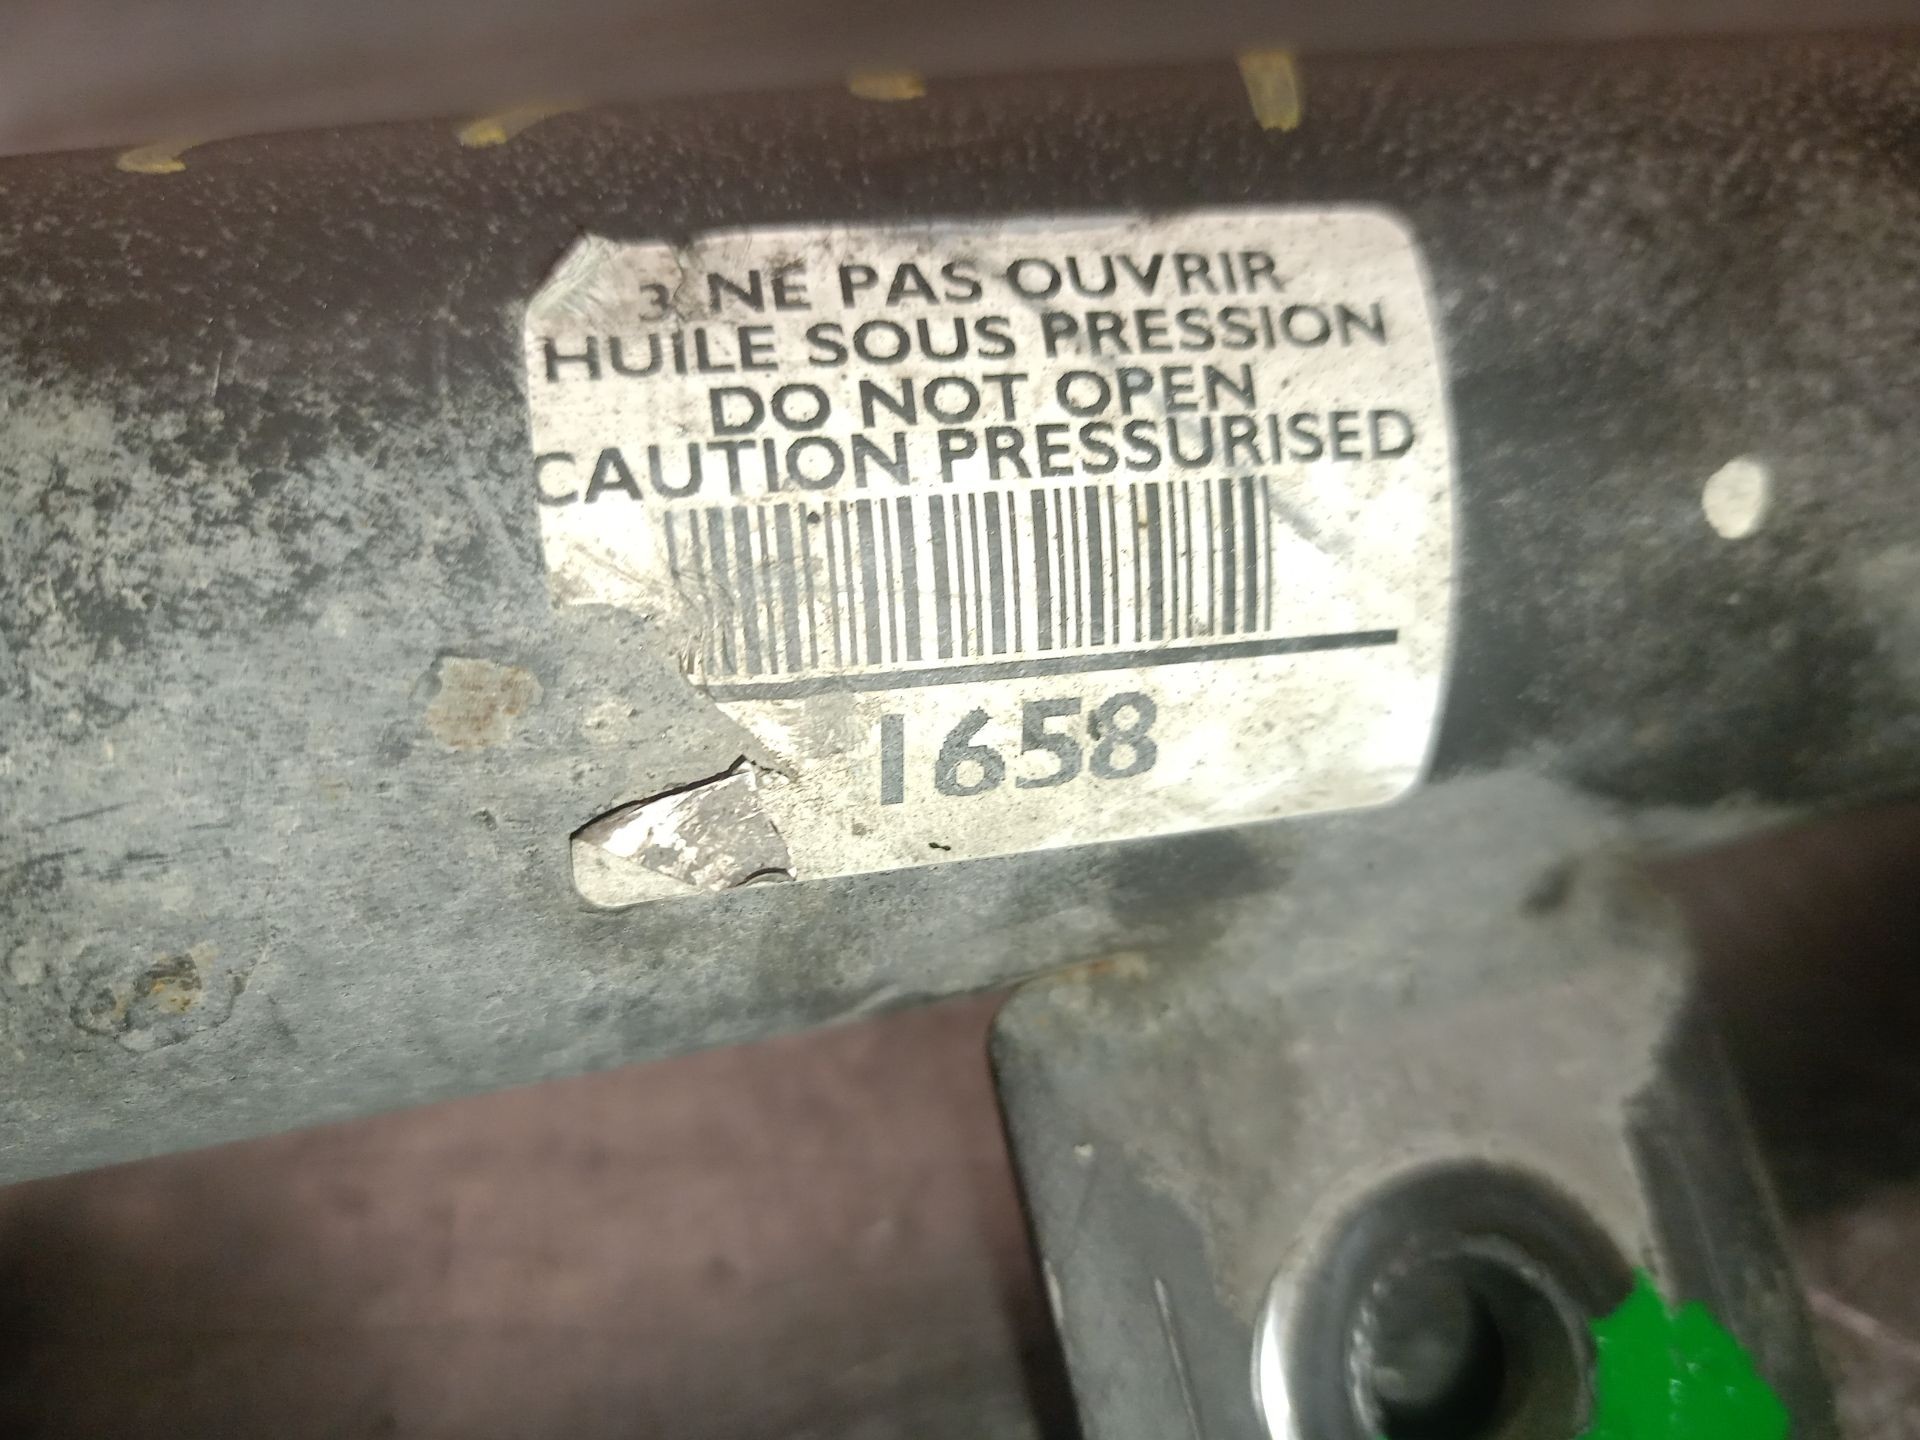 3 NE PAS OUVRIR
HUILE SOUS PRESSION
DO NOT OPEN
CAUTION PRESSURISED
1658